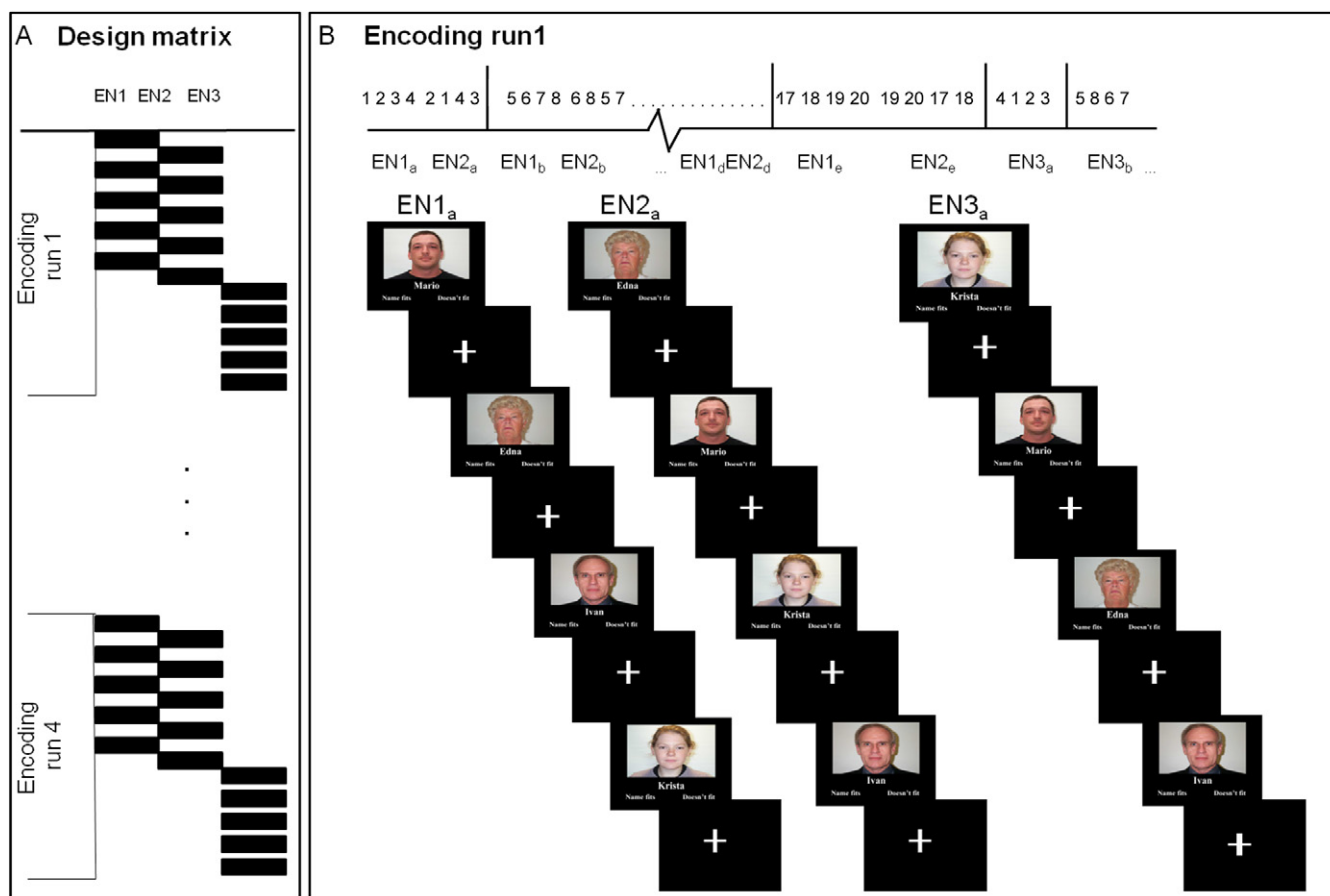 A Design matrix
EN1 EN2 EN3
Encoding
run 1
.
.
.
Encoding
run 4
B Encoding run1
1 2 3 4 2 1 4 3 5 6 7 8 6 8 5 7 . . . . . . . . . . . . . . 17 18 19 20 19 20 17 18 4 1 2 3 5 8 6 7
EN1a EN2a EN1b EN2b ... EN1d EN2d EN1e EN2e EN3a EN3b ...
EN1a EN2a EN3a
Mario
Name fits Doesn't fit
Edna
Name fits Doesn't fit
Ivan
Name fits Doesn't fit
Krista
Name fits Doesn't fit
Edna
Name fits Doesn't fit
Mario
Name fits Doesn't fit
Krista
Name fits Doesn't fit
Ivan
Name fits Doesn't fit
Krista
Name fits Doesn't fit
Mario
Name fits Doesn't fit
Edna
Name fits Doesn't fit
Ivan
Name fits Doesn't fit